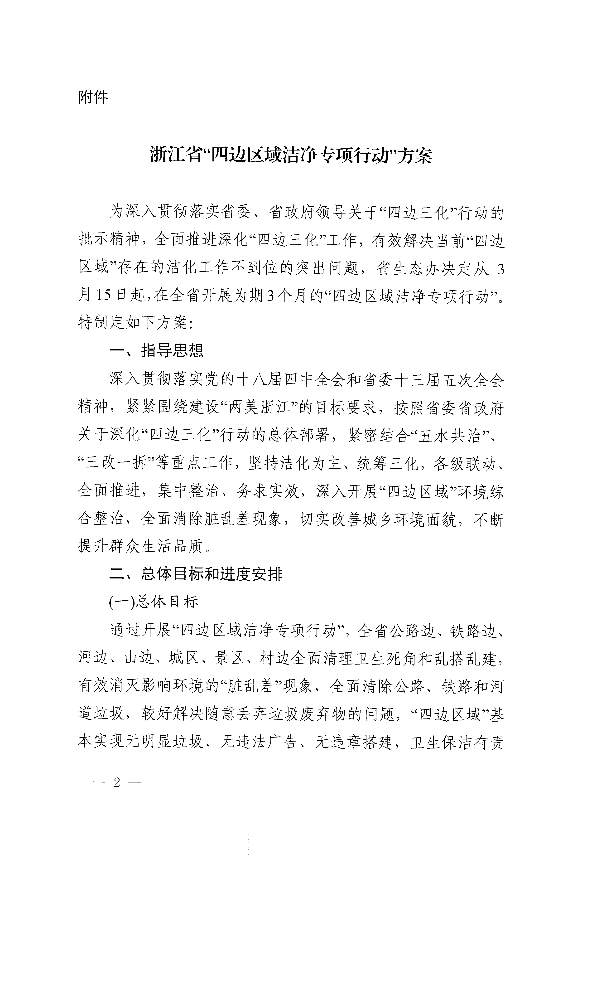 附件
浙江省“四边区域洁净专项行动”方案
为深入贯彻落实省委、省政府领导关于“四边三化”行动的
批示精神，全面推进深化“四边三化”工作，有效解决当前“四边
区域”存在的洁化工作不到位的突出问题，省生态办决定从 3
月15日起,在全省开展为期3个月的“四边区域洁净专项行动”。
特制定如下方案：
一、指导思想
深入贯彻落实党的十八届四中全会和省委十三届五次全会
精神，紧紧围绕建设“两美浙江”的目标要求，按照省委省政府
关于深化“四边三化”行动的总体部署，紧密结合“五水共治”、
“三改一拆”等重点工作，坚持洁化为主、统筹三化，各级联动、
全面推进，集中整治、务求实效，深入开展“四边区域”环境综
合整治，全面消除脏乱差现象，切实改善城乡环境面貌，不断
提升群众生活品质。
二、总体目标和进度安排
(一)总体目标
通过开展“四边区域洁净专项行动”，全省公路边、铁路边、
河边、山边、城区、景区、村边全面清理卫生死角和乱搭乱建，
有效消灭影响环境的“脏乱差”现象，全面清除公路、铁路和河
道垃圾，较好解决随意丢弃垃圾废弃物的问题，“四边区域”基
本实现无明显垃圾、无违法广告、无违章搭建，卫生保洁有责
— 2 —